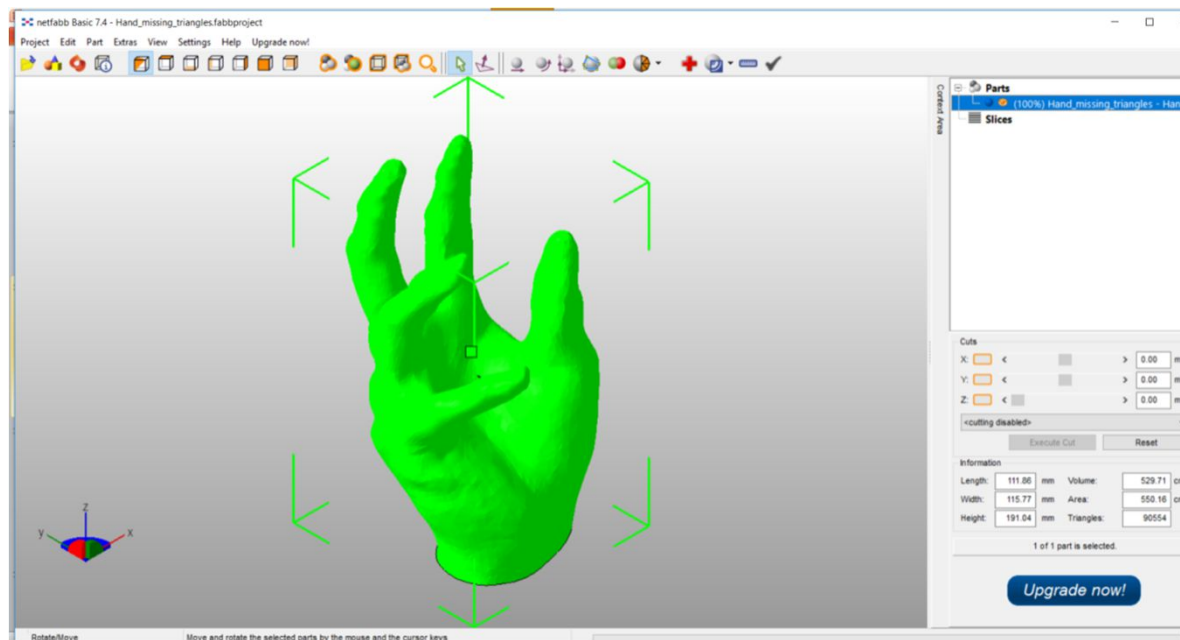 netfabb Basic 7.4 - Hand_missing_triangles.fabbproject
Project Edit Part Extras View Settings Help Upgrade now!
Context Area
Parts
(100%) Hand_missing_triangles - Han
Slices
Cuts
X: < > 0.00 m
Y: < > 0.00 m
Z: < > 0.00 m
<cutting disabled>
Execute Cut Reset
Information
Length: 111.86 mm Volume: 529.71 c
Width: 115.77 mm Area: 550.16 c
Height: 191.04 mm Triangles: 90554
1 of 1 part is selected.
Upgrade now!
z
y x
Rotate/Move Move and rotate the selected parts by the mouse and the cursor keys